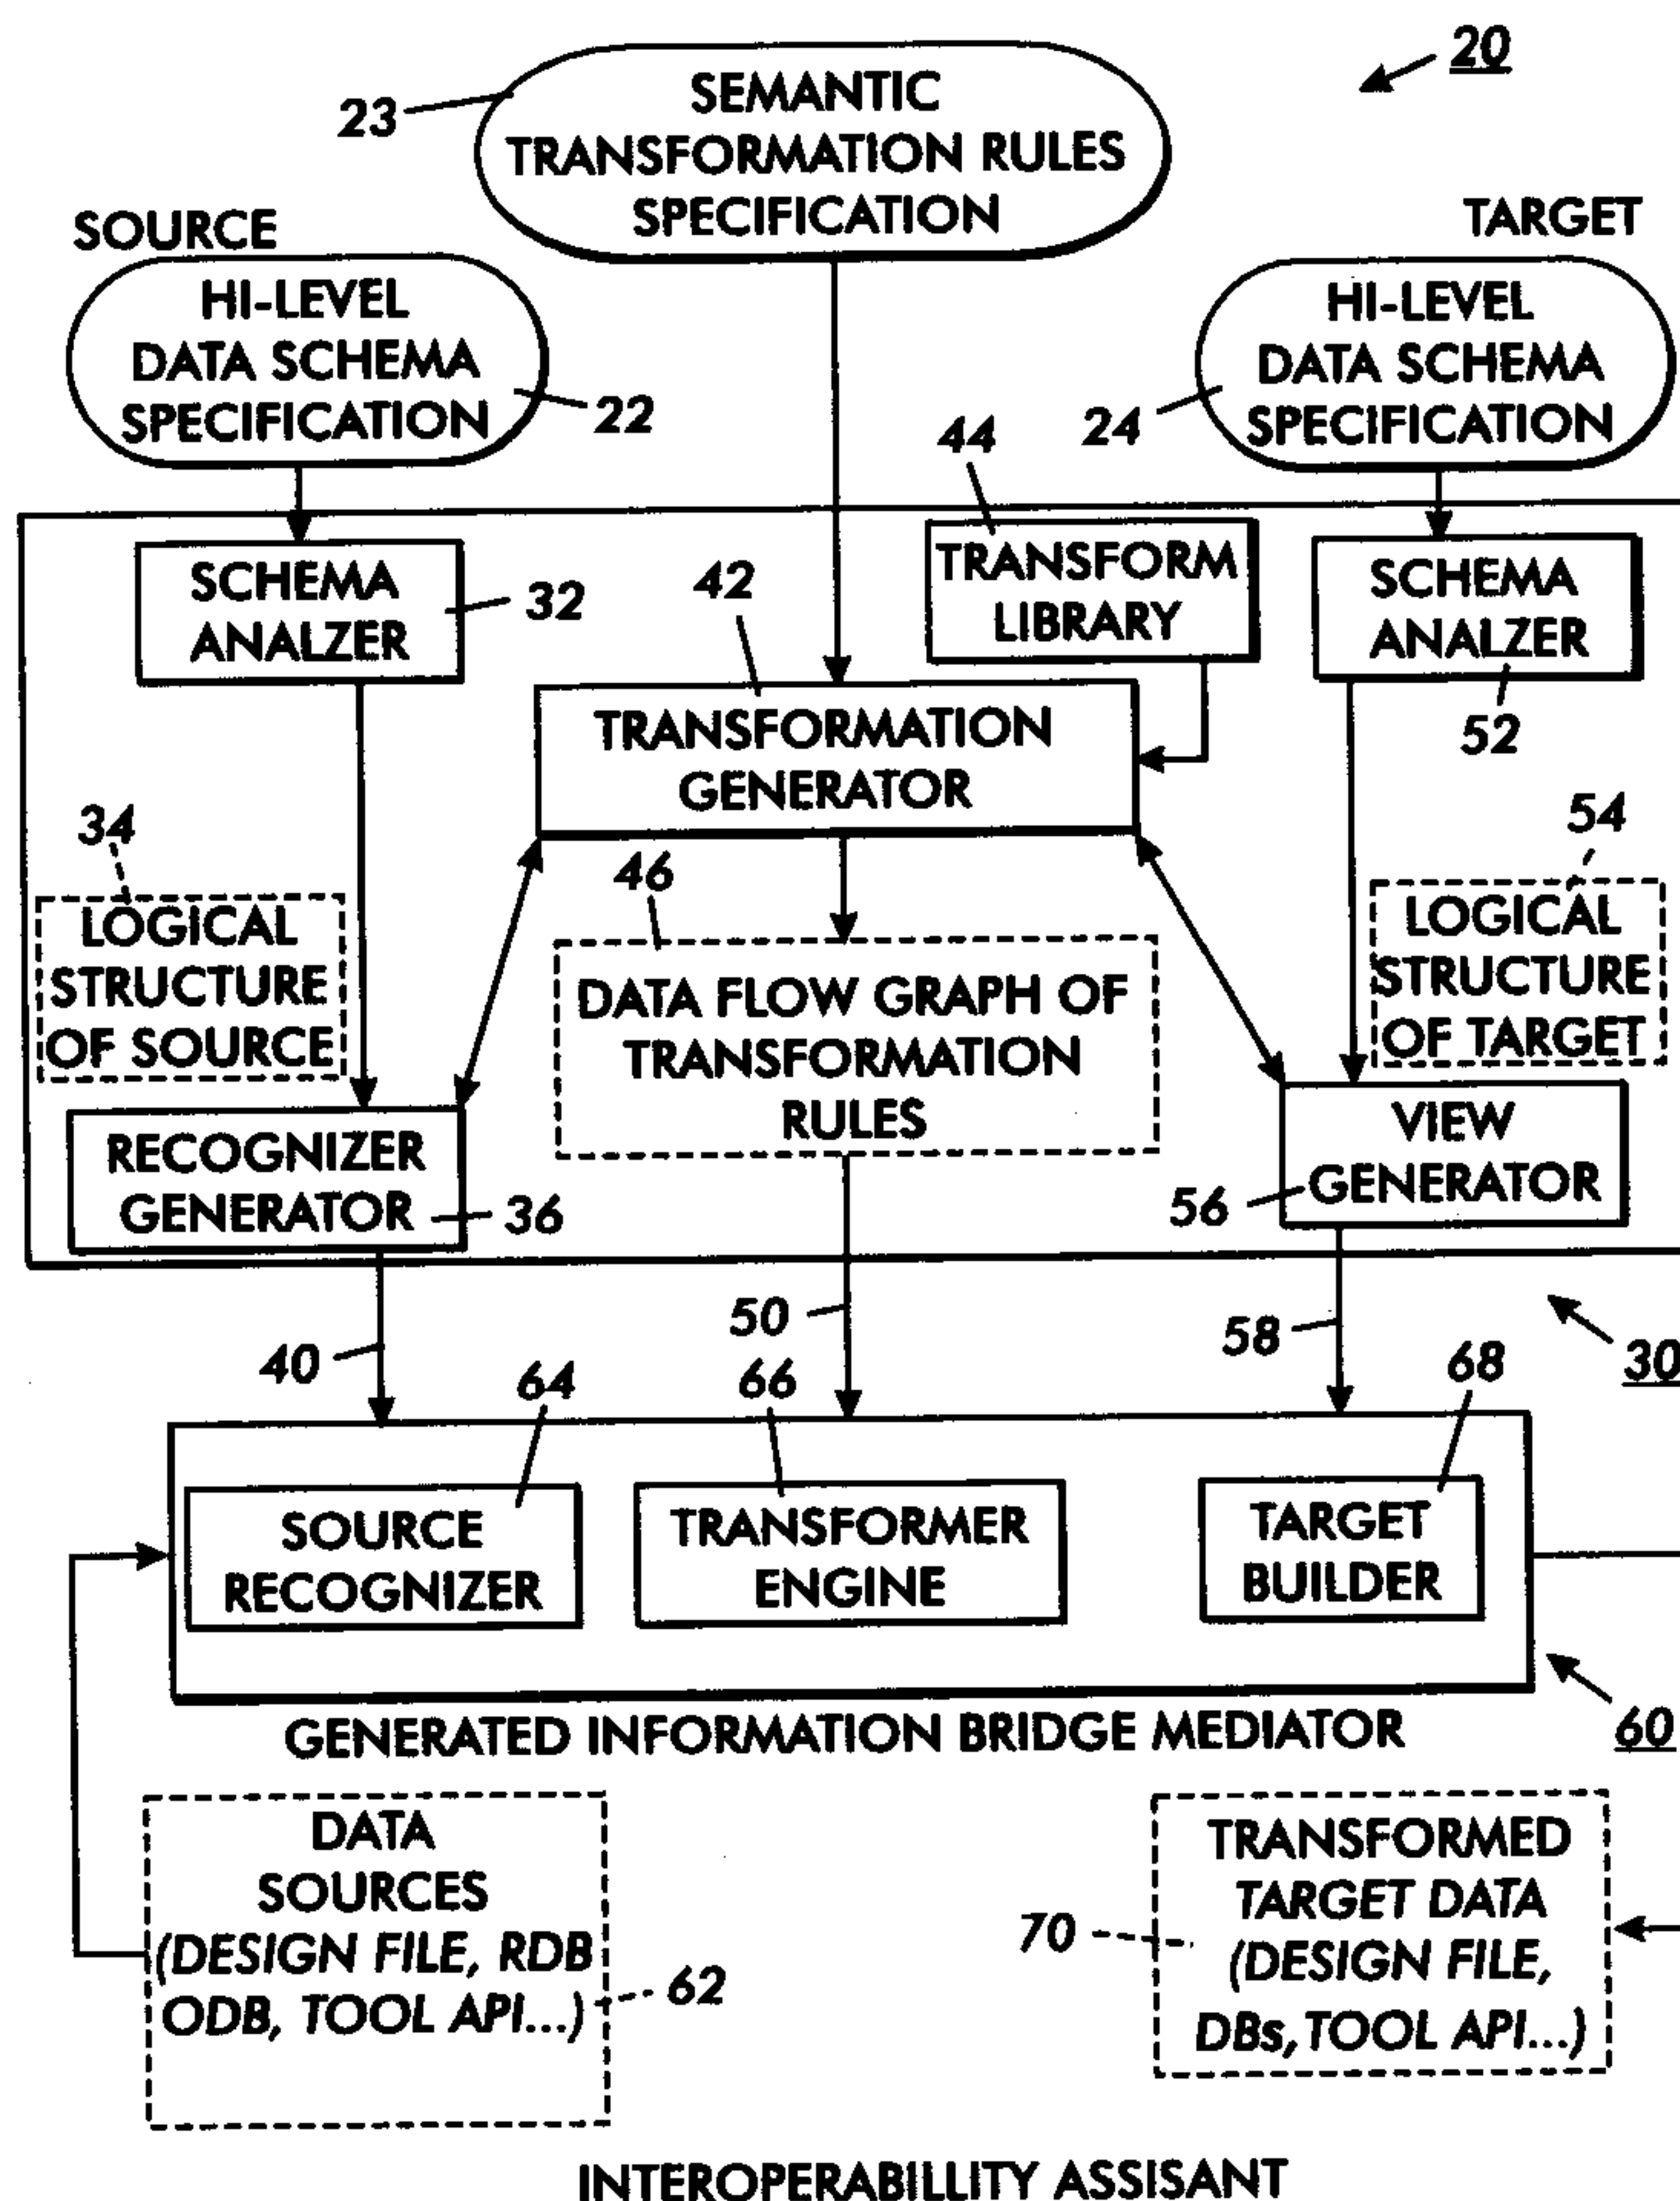 20
23
SEMANTIC
TRANSFORMATION RULES
SPECIFICATION
SOURCE
TARGET
HI-LEVEL
DATA SCHEMA
SPECIFICATION
22
HI-LEVEL
DATA SCHEMA
SPECIFICATION
24
44
TRANSFORM
LIBRARY
SCHEMA
ANALZER
32
42
SCHEMA
ANALZER
52
TRANSFORMATION
GENERATOR
34
LOGICAL
STRUCTURE
OF SOURCE
46
DATA FLOW GRAPH OF
TRANSFORMATION
RULES
54
LOGICAL
STRUCTURE
OF TARGET
RECOGNIZER
GENERATOR
36
VIEW
GENERATOR
56
40
50
58
30
64
66
68
SOURCE
RECOGNIZER
TRANSFORMER
ENGINE
TARGET
BUILDER
GENERATED INFORMATION BRIDGE MEDIATOR
60
DATA
SOURCES
(DESIGN FILE, RDB
ODB, TOOL API...)
62
70
TRANSFORMED
TARGET DATA
(DESIGN FILE,
DBs, TOOL API...)
INTEROPERABILLITY ASSISANT